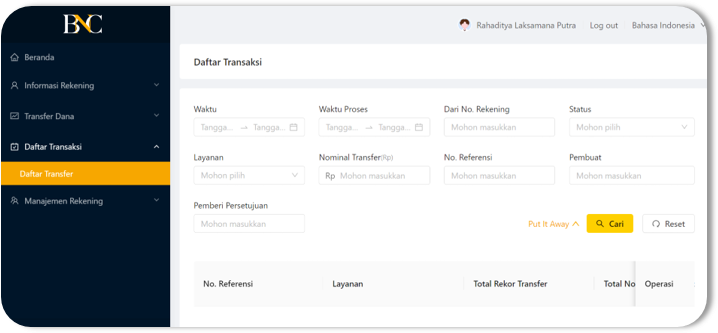 BNC
Rahaditya Laksamana Putra Log out Bahasa Indonesia
Beranda
Informasi Rekening
Transfer Dana
Daftar Transaksi
Daftar Transfer
Manajemen Rekening
Daftar Transaksi
Waktu Waktu Proses Dari No. Rekening Status
Tangga... → Tangga... Tangga... → Tangga... Mohon masukkan Mohon pilih
Layanan Nominal Transfer(Rp) No. Referensi Pembuat
Mohon pilih Rp Mohon masukkan Mohon masukkan Mohon masukkan
Pemberi Persetujuan
Mohon masukkan Put It Away Cari Reset
No. Referensi Layanan Total Rekor Transfer Total No Operasi